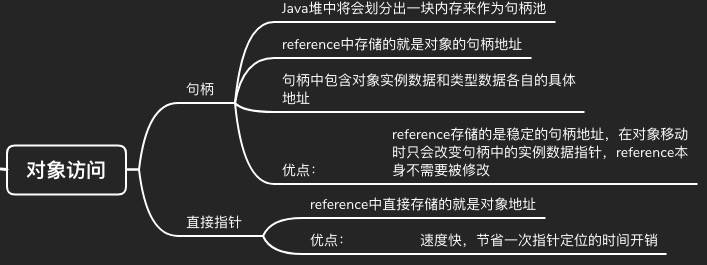 对象访问
句柄
Java堆中将会划分出一块内存来作为句柄池
reference中存储的就是对象的句柄地址
句柄中包含对象实例数据和类型数据各自的具体
地址
优点：
reference存储的是稳定的句柄地址，在对象移动
时只会改变句柄中的实例数据指针，reference本
身不需要被修改
直接指针
reference中直接存储的就是对象地址
优点：
速度快，节省一次指针定位的时间开销